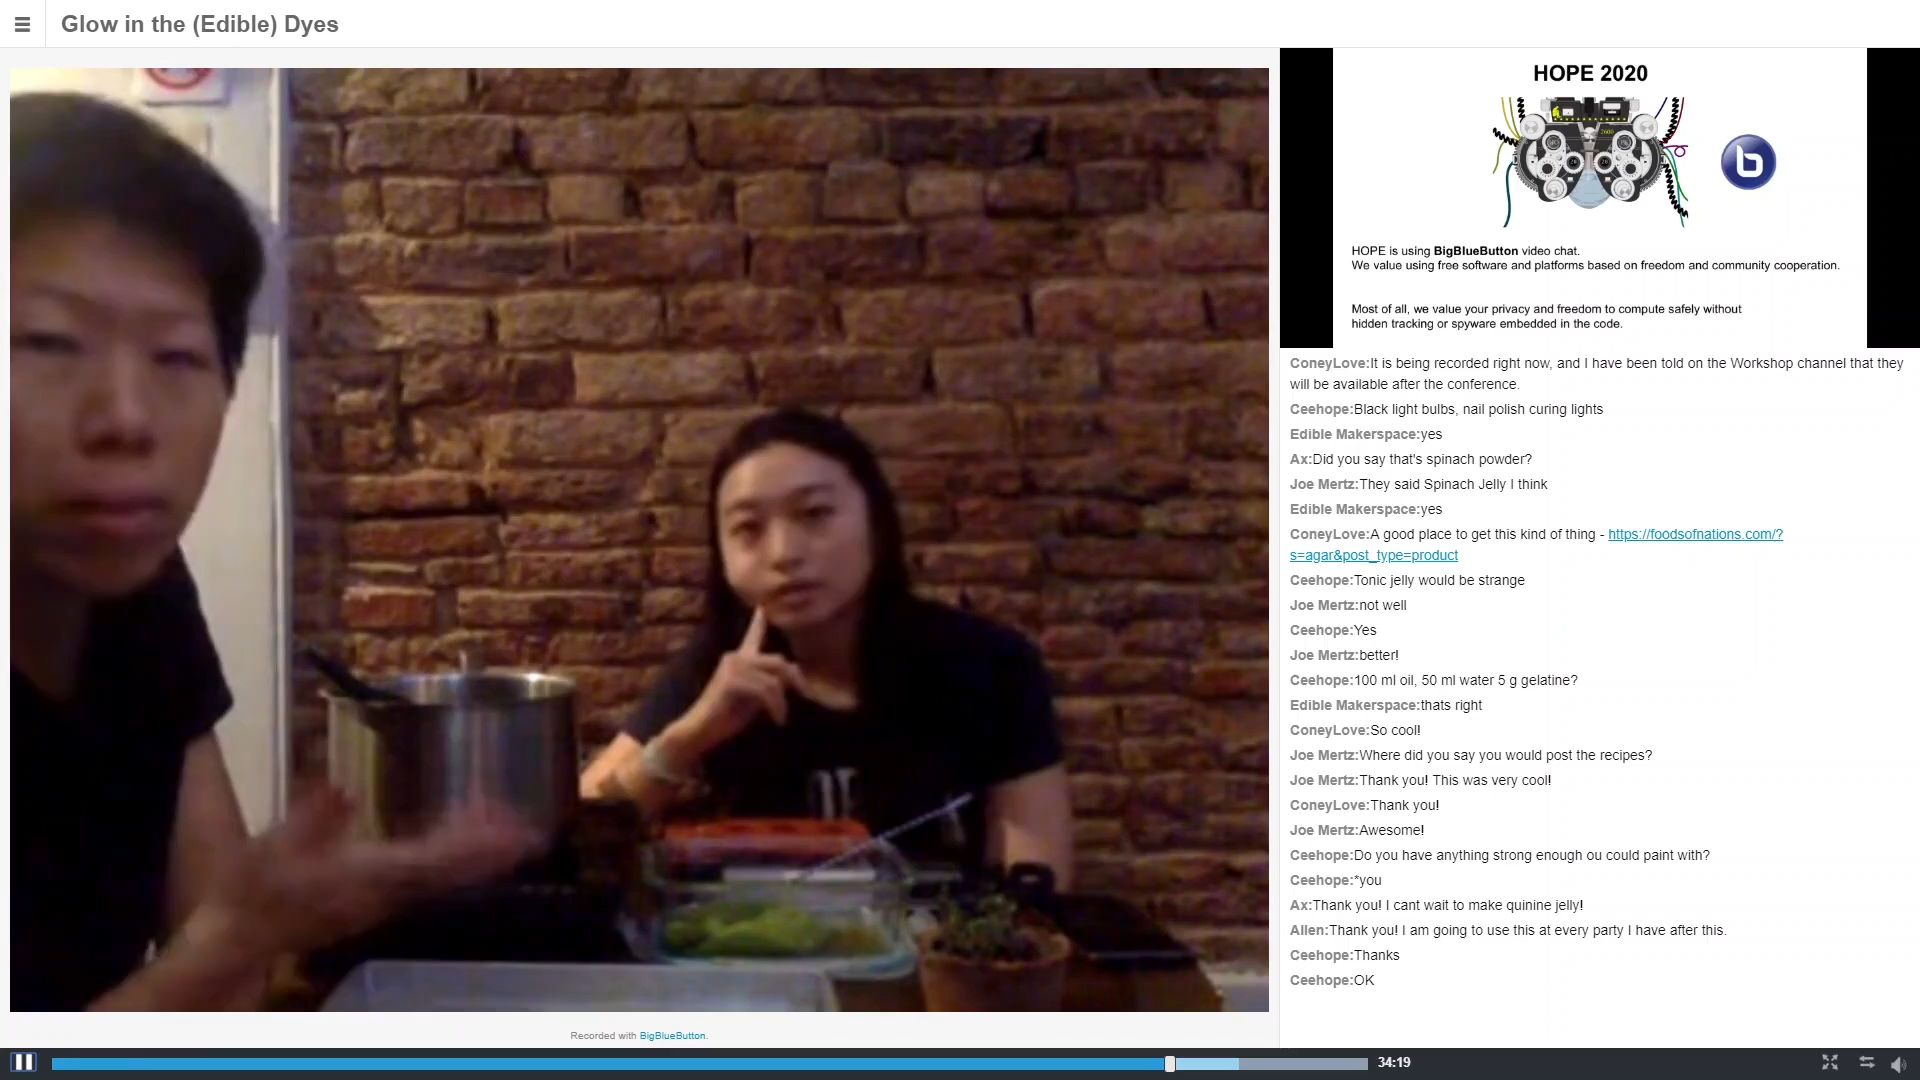 Glow in the (Edible) Dyes
HOPE 2020
2600
HOPE is using BigBlueButton video chat.
We value using free software and platforms based on freedom and community cooperation.
Most of all, we value your privacy and freedom to compute safely without
hidden tracking or spyware embedded in the code.
ConeyLove:It is being recorded right now, and I have been told on the Workshop channel that they
will be available after the conference.
Ceehope:Black light bulbs, nail polish curing lights
Edible Makerspace:yes
Ax:Did you say that's spinach powder?
Joe Mertz:They said Spinach Jelly I think
Edible Makerspace:yes
ConeyLove:A good place to get this kind of thing - https://foodsofnations.com/?
s=agar&post_type=product
Ceehope:Tonic jelly would be strange
Joe Mertz:not well
Ceehope:Yes
Joe Mertz:better!
Ceehope:100 ml oil, 50 ml water 5 g gelatine?
Edible Makerspace:thats right
ConeyLove:So cool!
Joe Mertz:Where did you say you would post the recipes?
Joe Mertz:Thank you! This was very cool!
ConeyLove:Thank you!
Joe Mertz:Awesome!
Ceehope:Do you have anything strong enough ou could paint with?
Ceehope:*you
Ax:Thank you! I cant wait to make quinine jelly!
Allen:Thank you! I am going to use this at every party I have after this.
Ceehope:Thanks
Ceehope:OK
Recorded with BigBlueButton.
34:19